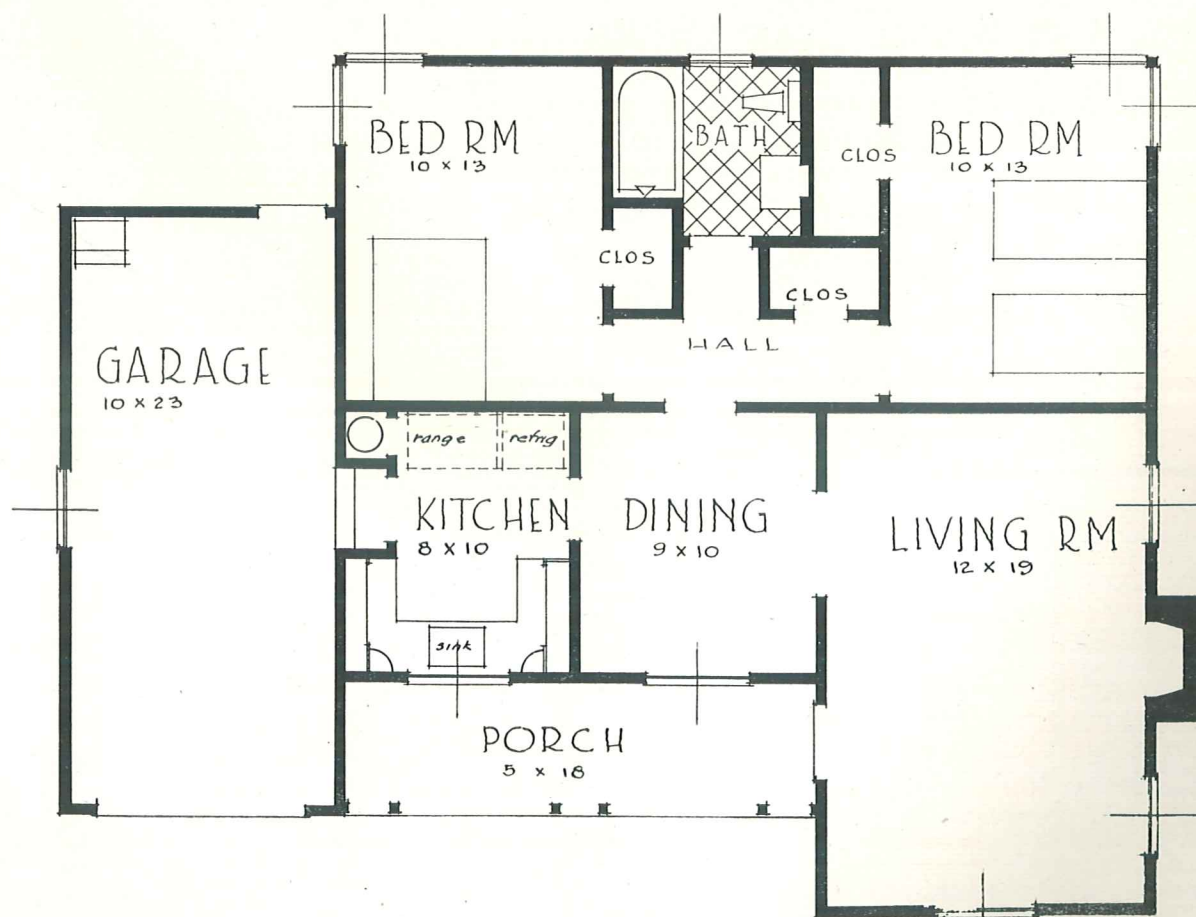 BED RM
10 x 13
BATH
CLOS
BED RM
10 x 13
CLOS
CLOS
HALL
GARAGE
10 x 23
range
refrig
KITCHEN
8 x 10
DINING
9 x 10
LIVING RM
12 x 19
sink
PORCH
5 x 18